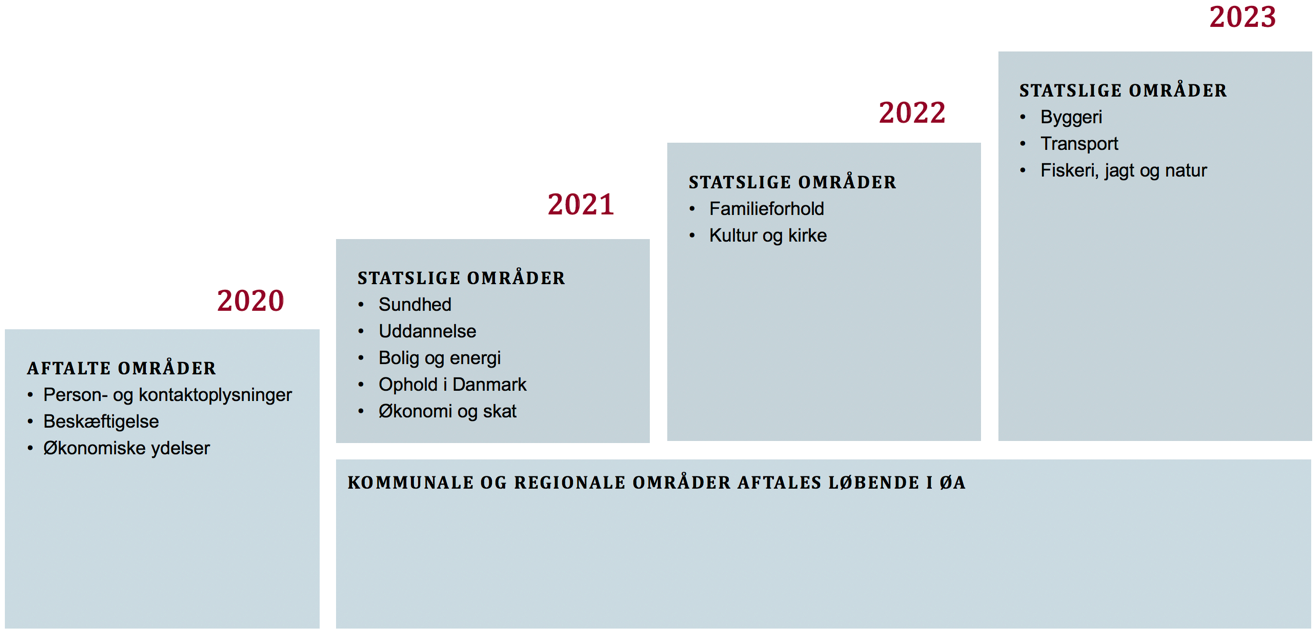 2020
AFTALTE OMRÅDER
• Person- og kontaktoplysninger
• Beskæftigelse
• Økonomiske ydelser
2021
STATSLIGE OMRÅDER
• Sundhed
• Uddannelse
• Bolig og energi
• Ophold i Danmark
• Økonomi og skat
2022
STATSLIGE OMRÅDER
• Familieforhold
• Kultur og kirke
2023
STATSLIGE OMRÅDER
• Byggeri
• Transport
• Fiskeri, jagt og natur
KOMMUNALE OG REGIONALE OMRÅDER AFTALES LØBENDE I ØA